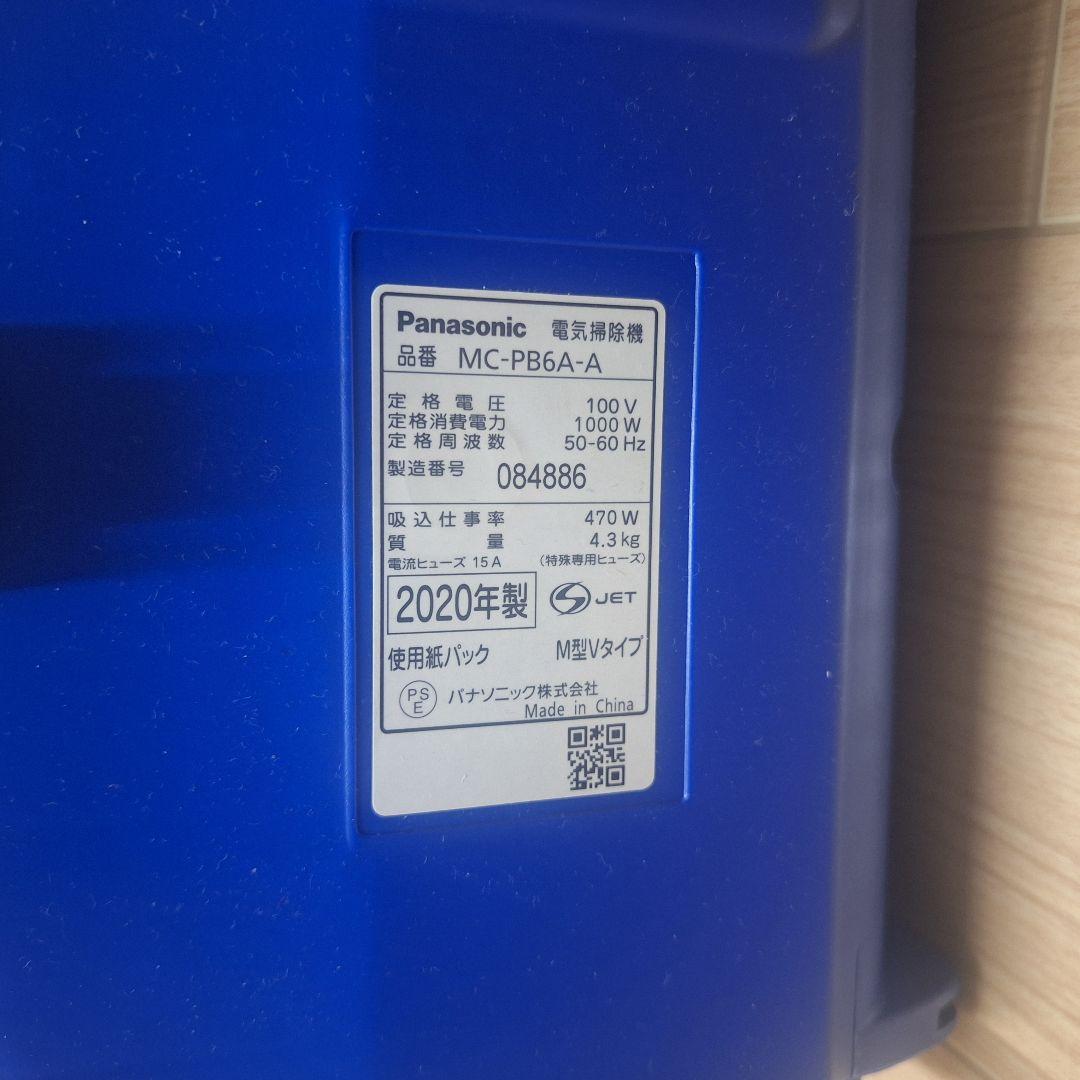 Panasonic 電気掃除機
品番 MC-PB6A-A
定格電圧 100 V
定格消費電力 1000 W
定格周波数 50-60 Hz
製造番号 084886
吸込仕事率 470 W
質量 4.3 kg
電流ヒューズ 15 A (特殊専用ヒューズ)
2020年製 S JET
使用紙パック M型Vタイプ
PSE パナソニック株式会社
Made in China